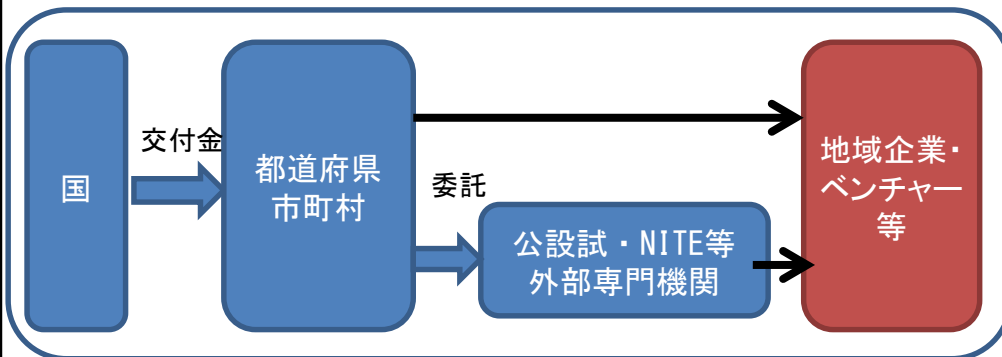 国
交付金
都道府県
市町村
委託
公設試・NITE等
外部専門機関
地域企業・
ベンチャー
等